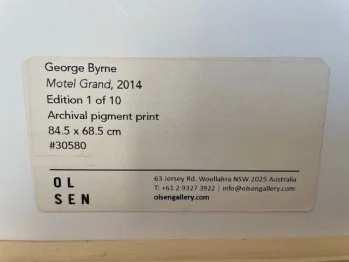 George Byrne
Motel Grand, 2014
Edition 1 of 10
Archival pigment print
84.5 x 68.5 cm
#30580
OL
SEN
63 Jersey Rd, Woollahra NSW 2025 Australia
T: +61 2 9327 3922 | info@olsengallery.com
olsengallery.com